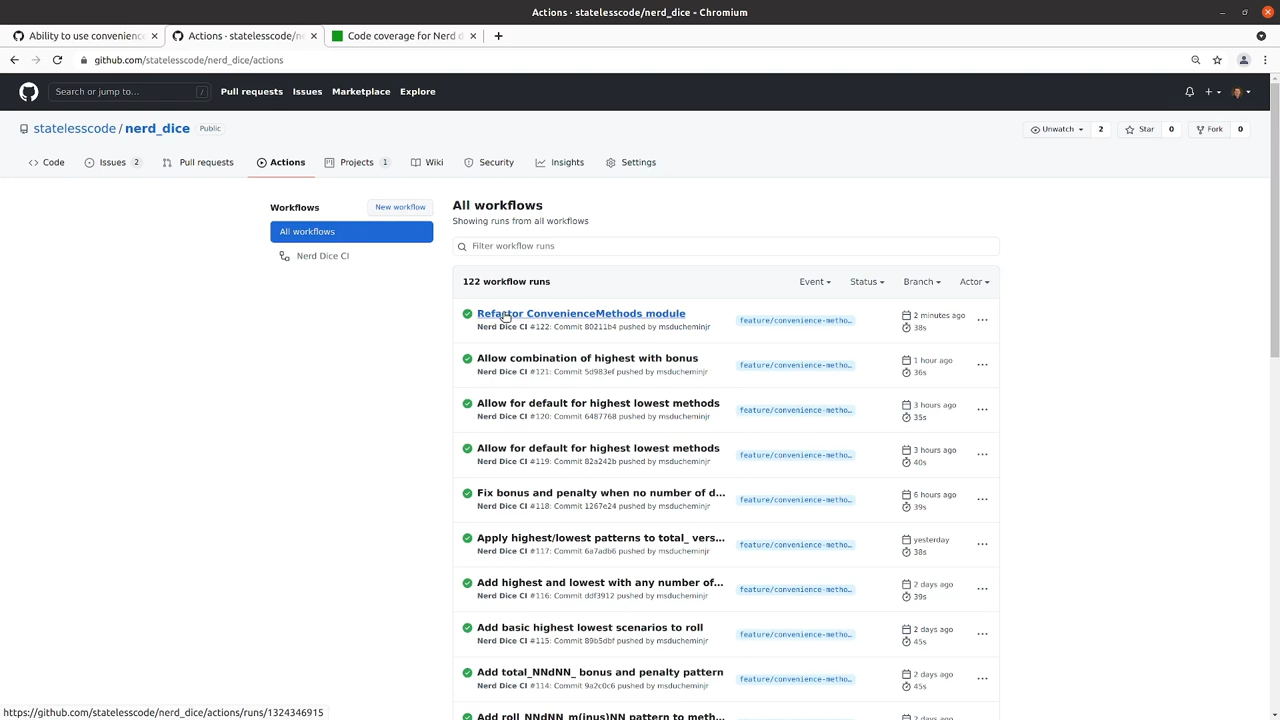 Actions · statelesscode/nerd_dice - Chromium
Ability to use convenience
Actions · statelesscode/ne
Code coverage for Nerd d
github.com/statelesscode/nerd_dice/actions
Search or jump to...
/
Pull requests
Issues
Marketplace
Explore
statelesscode / nerd_dice
Public
Unwatch
2
Star
0
Fork
0
Code
Issues 2
Pull requests
Actions
Projects 1
Wiki
Security
Insights
Settings
Workflows
New workflow
All workflows
Nerd Dice CI
All workflows
Showing runs from all workflows
Filter workflow runs
122 workflow runs
Event
Status
Branch
Actor
Refactor ConvenienceMethods module
Nerd Dice CI #122: Commit 80211b4 pushed by msducheminjr
feature/convenience-metho...
2 minutes ago
38s
Allow combination of highest with bonus
Nerd Dice CI #121: Commit 5d983ef pushed by msducheminjr
feature/convenience-metho...
1 hour ago
36s
Allow for default for highest lowest methods
Nerd Dice CI #120: Commit 6487768 pushed by msducheminjr
feature/convenience-metho...
3 hours ago
35s
Allow for default for highest lowest methods
Nerd Dice CI #119: Commit 82a242b pushed by msducheminjr
feature/convenience-metho...
3 hours ago
40s
Fix bonus and penalty when no number of d...
Nerd Dice CI #118: Commit 1267e24 pushed by msducheminjr
feature/convenience-metho...
6 hours ago
39s
Apply highest/lowest patterns to total_ vers...
Nerd Dice CI #117: Commit 6a7adb6 pushed by msducheminjr
feature/convenience-metho...
yesterday
38s
Add highest and lowest with any number of...
Nerd Dice CI #116: Commit ddf3912 pushed by msducheminjr
feature/convenience-metho...
2 days ago
39s
Add basic highest lowest scenarios to roll
Nerd Dice CI #115: Commit 89b5dbf pushed by msducheminjr
feature/convenience-metho...
2 days ago
45s
Add total_NNdNN_ bonus and penalty pattern
Nerd Dice CI #114: Commit 9a2c0c6 pushed by msducheminjr
feature/convenience-metho...
2 days ago
45s
Add roll_NNdNN_m(inus)NN pattern to meth...
feature/convenience-metho...
2 days ago
https://github.com/statelesscode/nerd_dice/actions/runs/1324346915